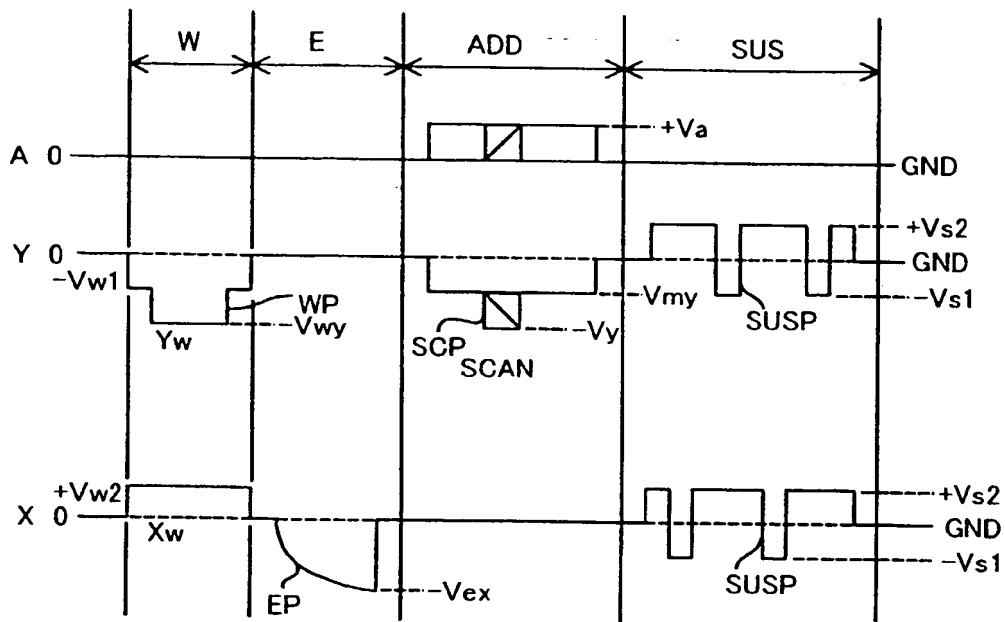 W E ADD SUS
+Va
A 0 GND
+Vs2
Y 0 GND
-Vw1 WP Vmy -Vs1
-Vwy -Vy SUSP
Yw SCP
SCAN
+Vw2 +Vs2
X 0 GND
Xw -Vs1
EP -Vex SUSP